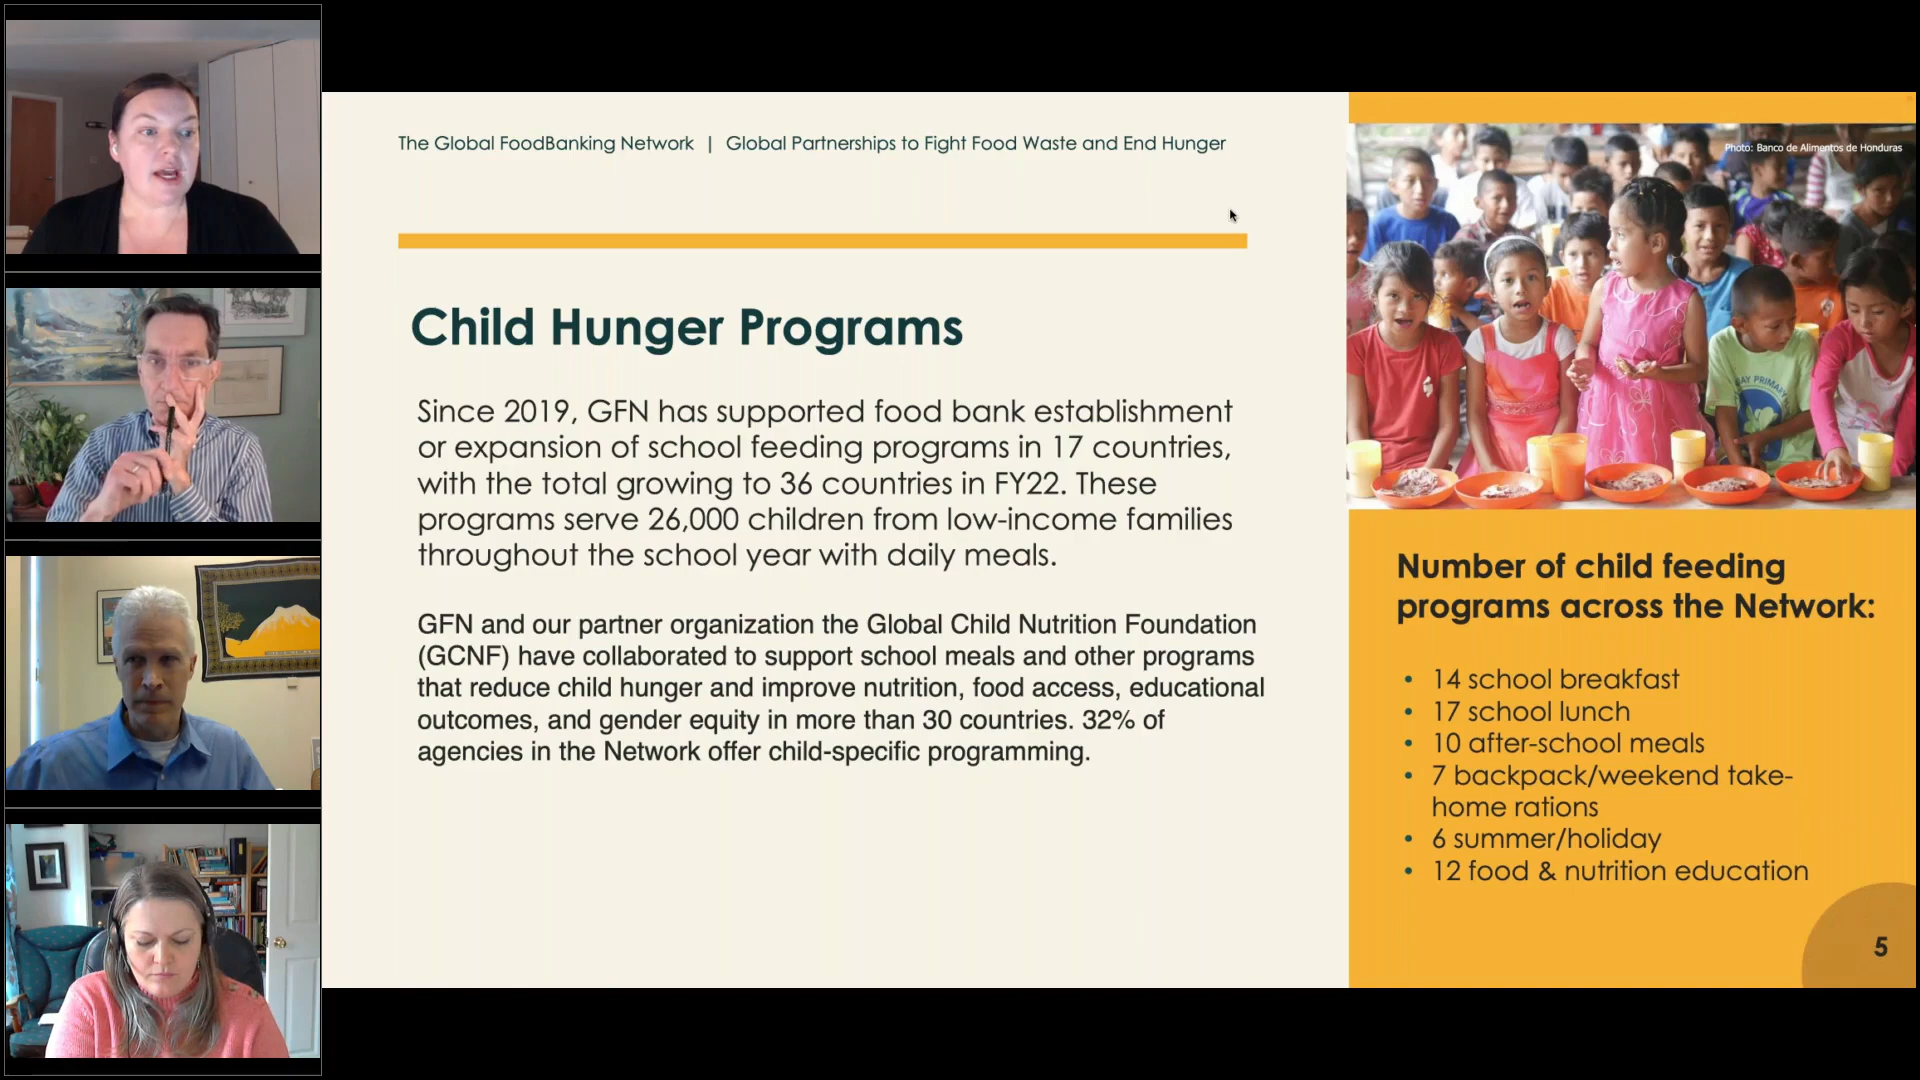 The Global FoodBanking Network | Global Partnerships to Fight Food Waste and End Hunger
Child Hunger Programs
Since 2019, GFN has supported food bank establishment
or expansion of school feeding programs in 17 countries,
with the total growing to 36 countries in FY22. These
programs serve 26,000 children from low-income families
throughout the school year with daily meals.
GFN and our partner organization the Global Child Nutrition Foundation
(GCNF) have collaborated to support school meals and other programs
that reduce child hunger and improve nutrition, food access, educational
outcomes, and gender equity in more than 30 countries. 32% of
agencies in the Network offer child-specific programming.
Photo: Banco de Alimentos de Honduras
Number of child feeding
programs across the Network:
• 14 school breakfast
• 17 school lunch
• 10 after-school meals
• 7 backpack/weekend take-
home rations
• 6 summer/holiday
• 12 food & nutrition education
5